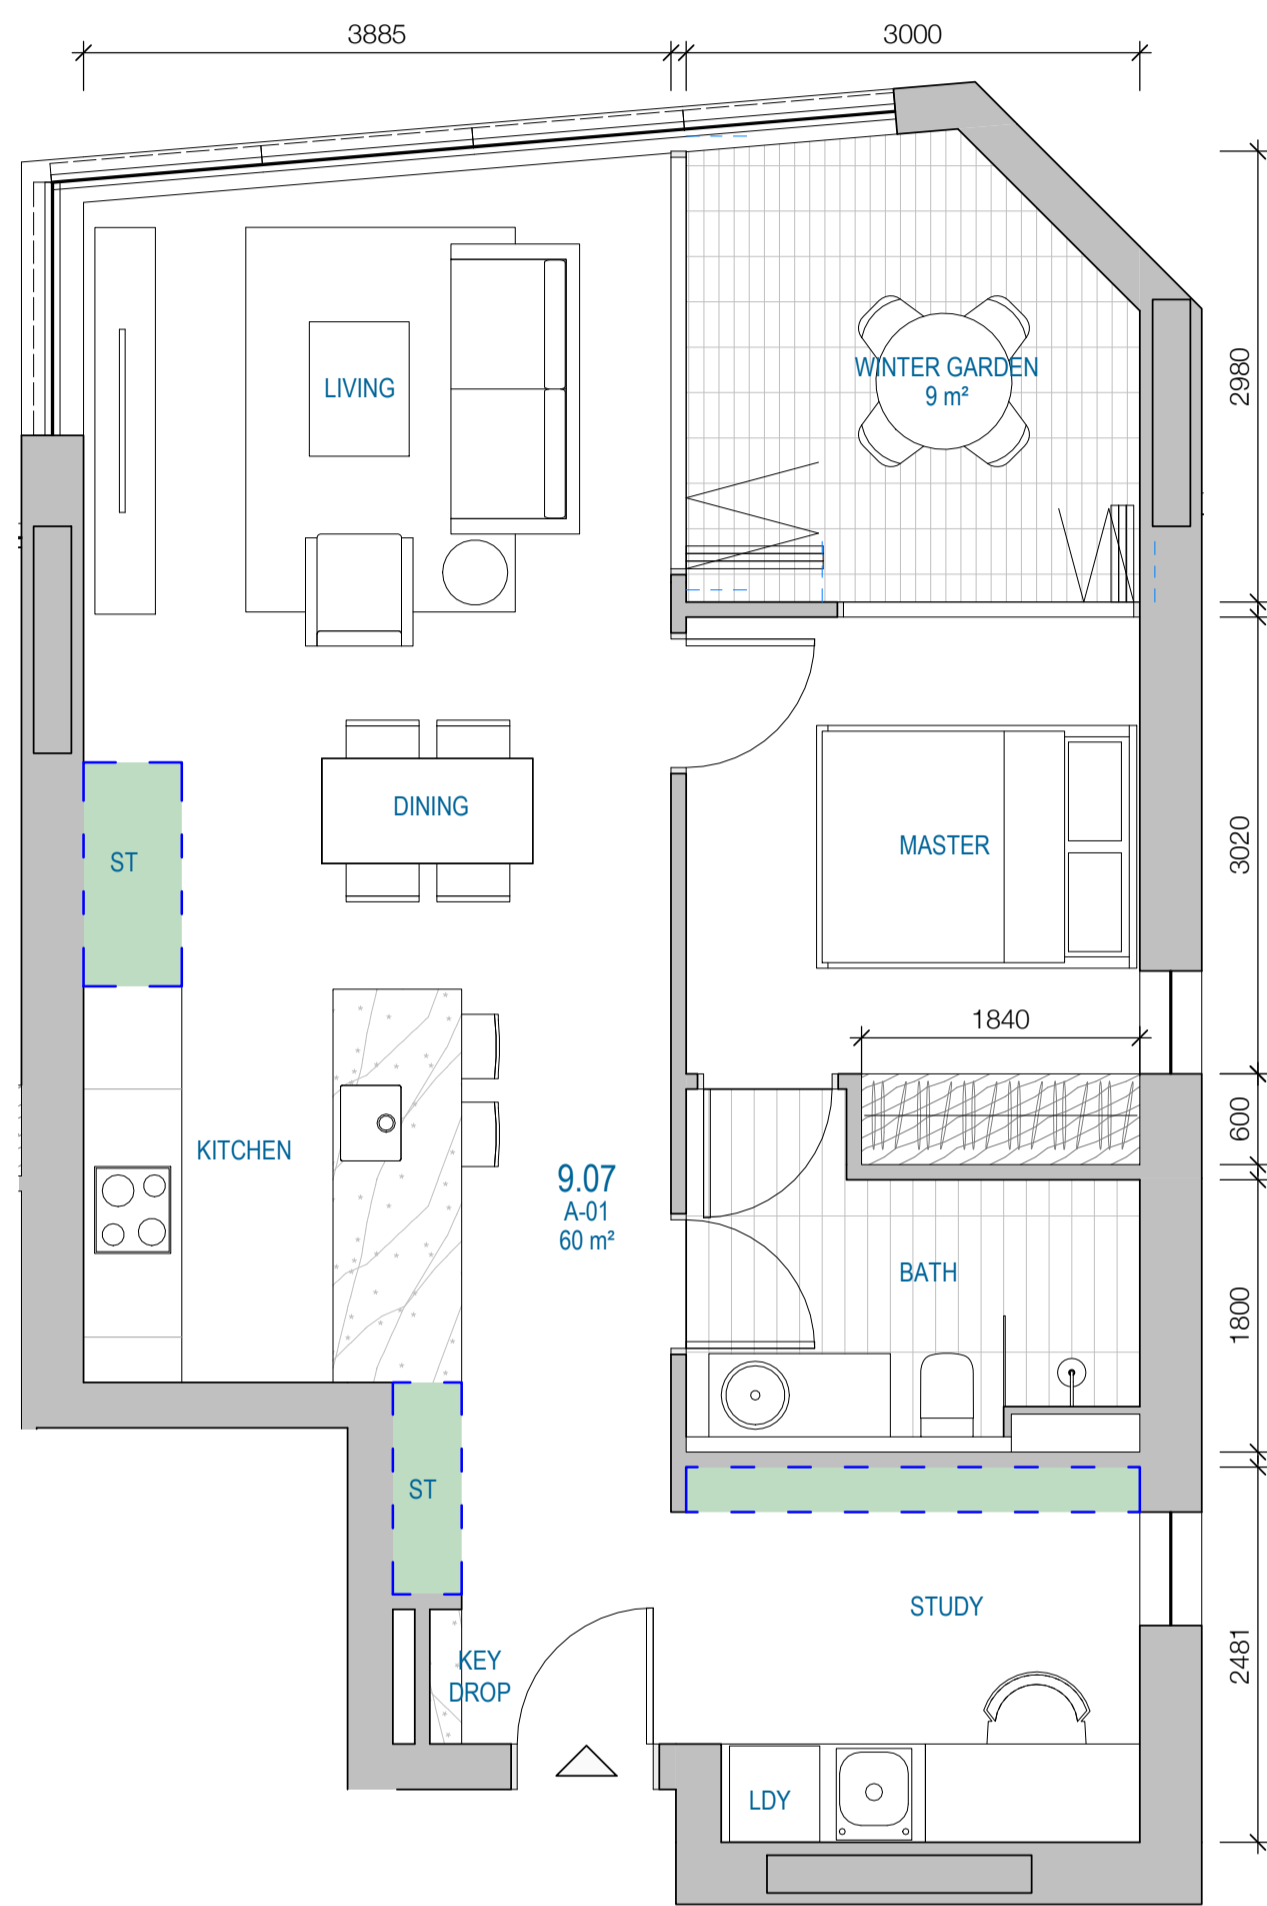 3885
3000
LIVING
WINTER GARDEN
9 m²
2980
DINING
ST
MASTER
3020
1840
600
KITCHEN
9.07
A-01
60 m²
BATH
1800
ST
STUDY
2481
KEY
DROP
LDY